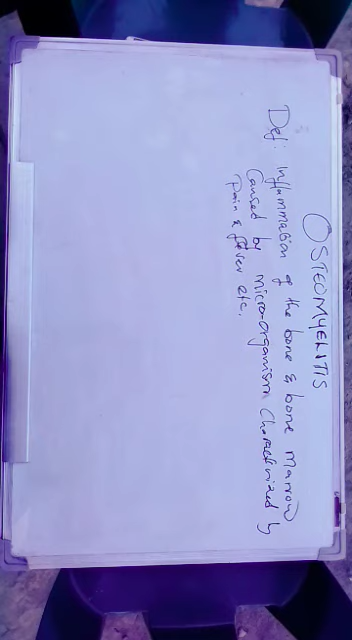 OSTEOMYELITIS
Def: Inflammation of the bone & bone marrow
Caused by micro-organism Characterized by
Pain & fever etc.